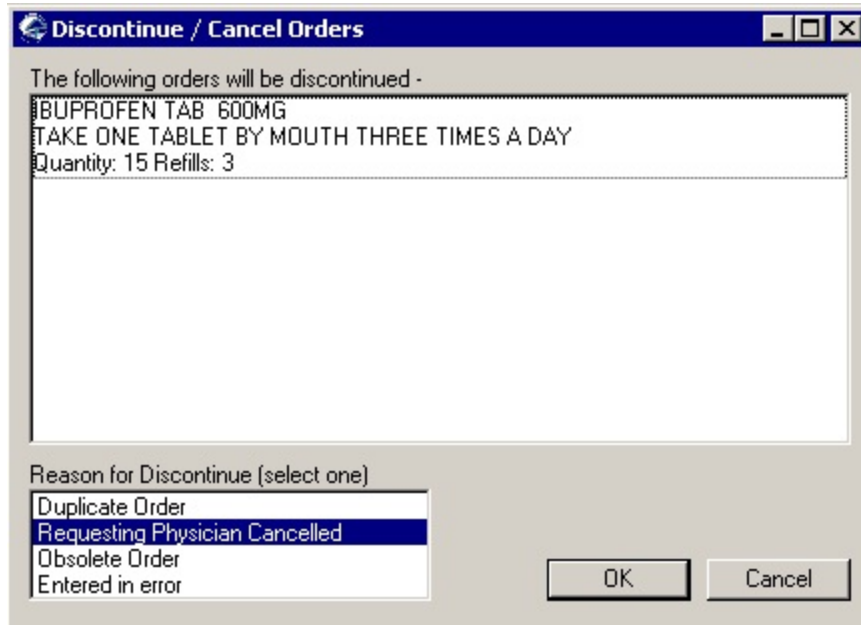 Discontinue / Cancel Orders
The following orders will be discontinued -
IBUPROFEN TAB 600MG
TAKE ONE TABLET BY MOUTH THREE TIMES A DAY
Quantity: 15 Refills: 3
Reason for Discontinue (select one)
Duplicate Order
Requesting Physician Cancelled
Obsolete Order
Entered in error
OK
Cancel